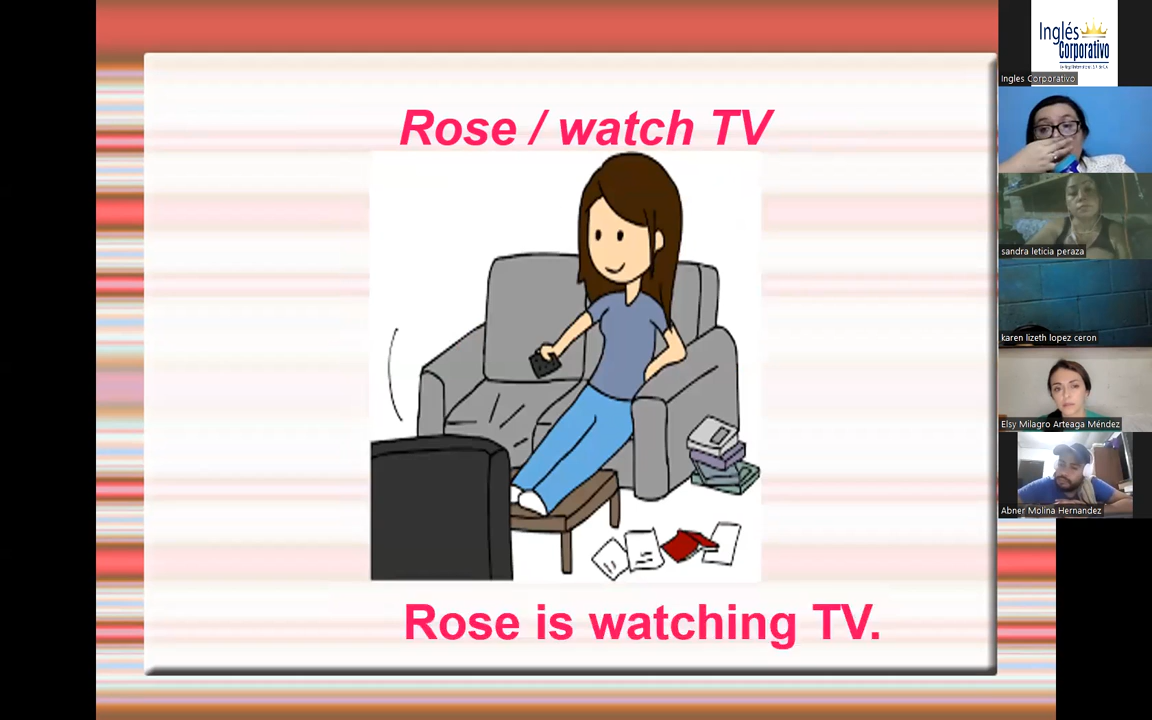 Rose / watch TV
Rose is watching TV.
Inglés
Corporativo
Ingles Corporativo
sandra leticia peraza
karen lizeth lopez ceron
Elsy Milagro Arteaga Méndez
Abner Molina Hernandez